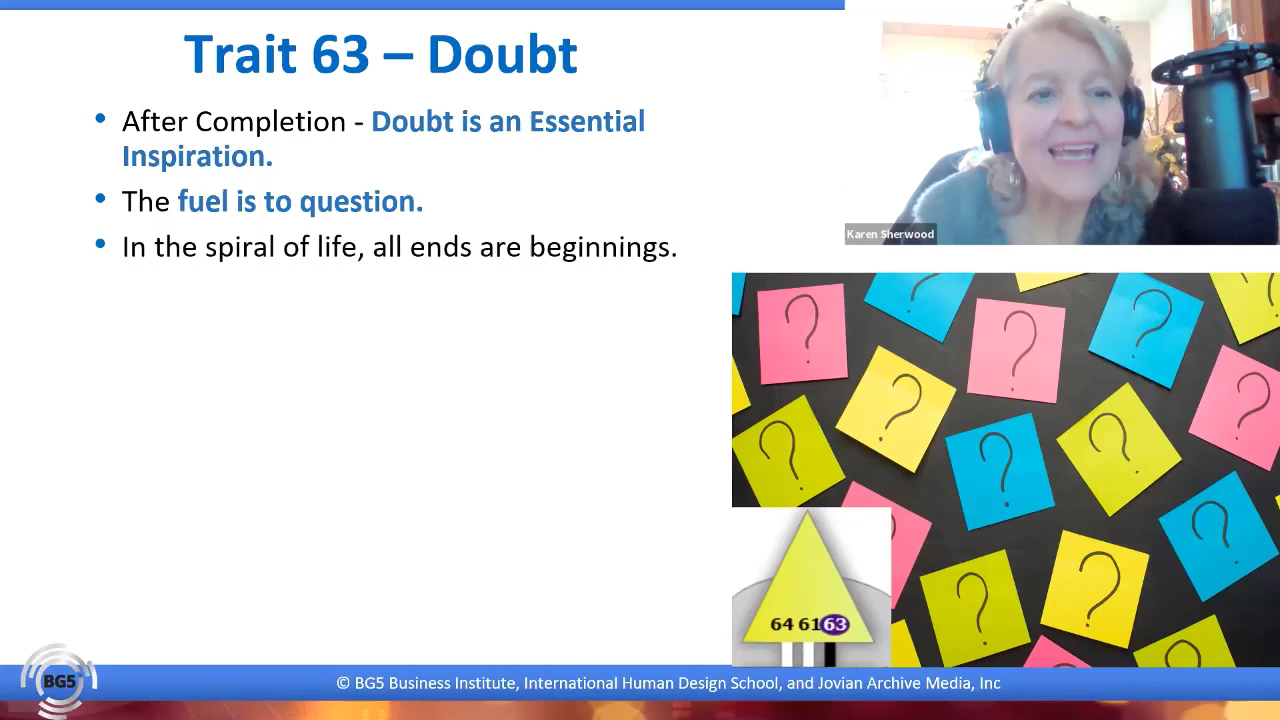 Trait 63 – Doubt
• After Completion - Doubt is an Essential
Inspiration.
• The fuel is to question.
• In the spiral of life, all ends are beginnings.
Karen Sherwood
? ? ? ?
? ? ?
? ? ?
? ? ?
64 61 63
BG5
© BG5 Business Institute, International Human Design School, and Jovian Archive Media, Inc